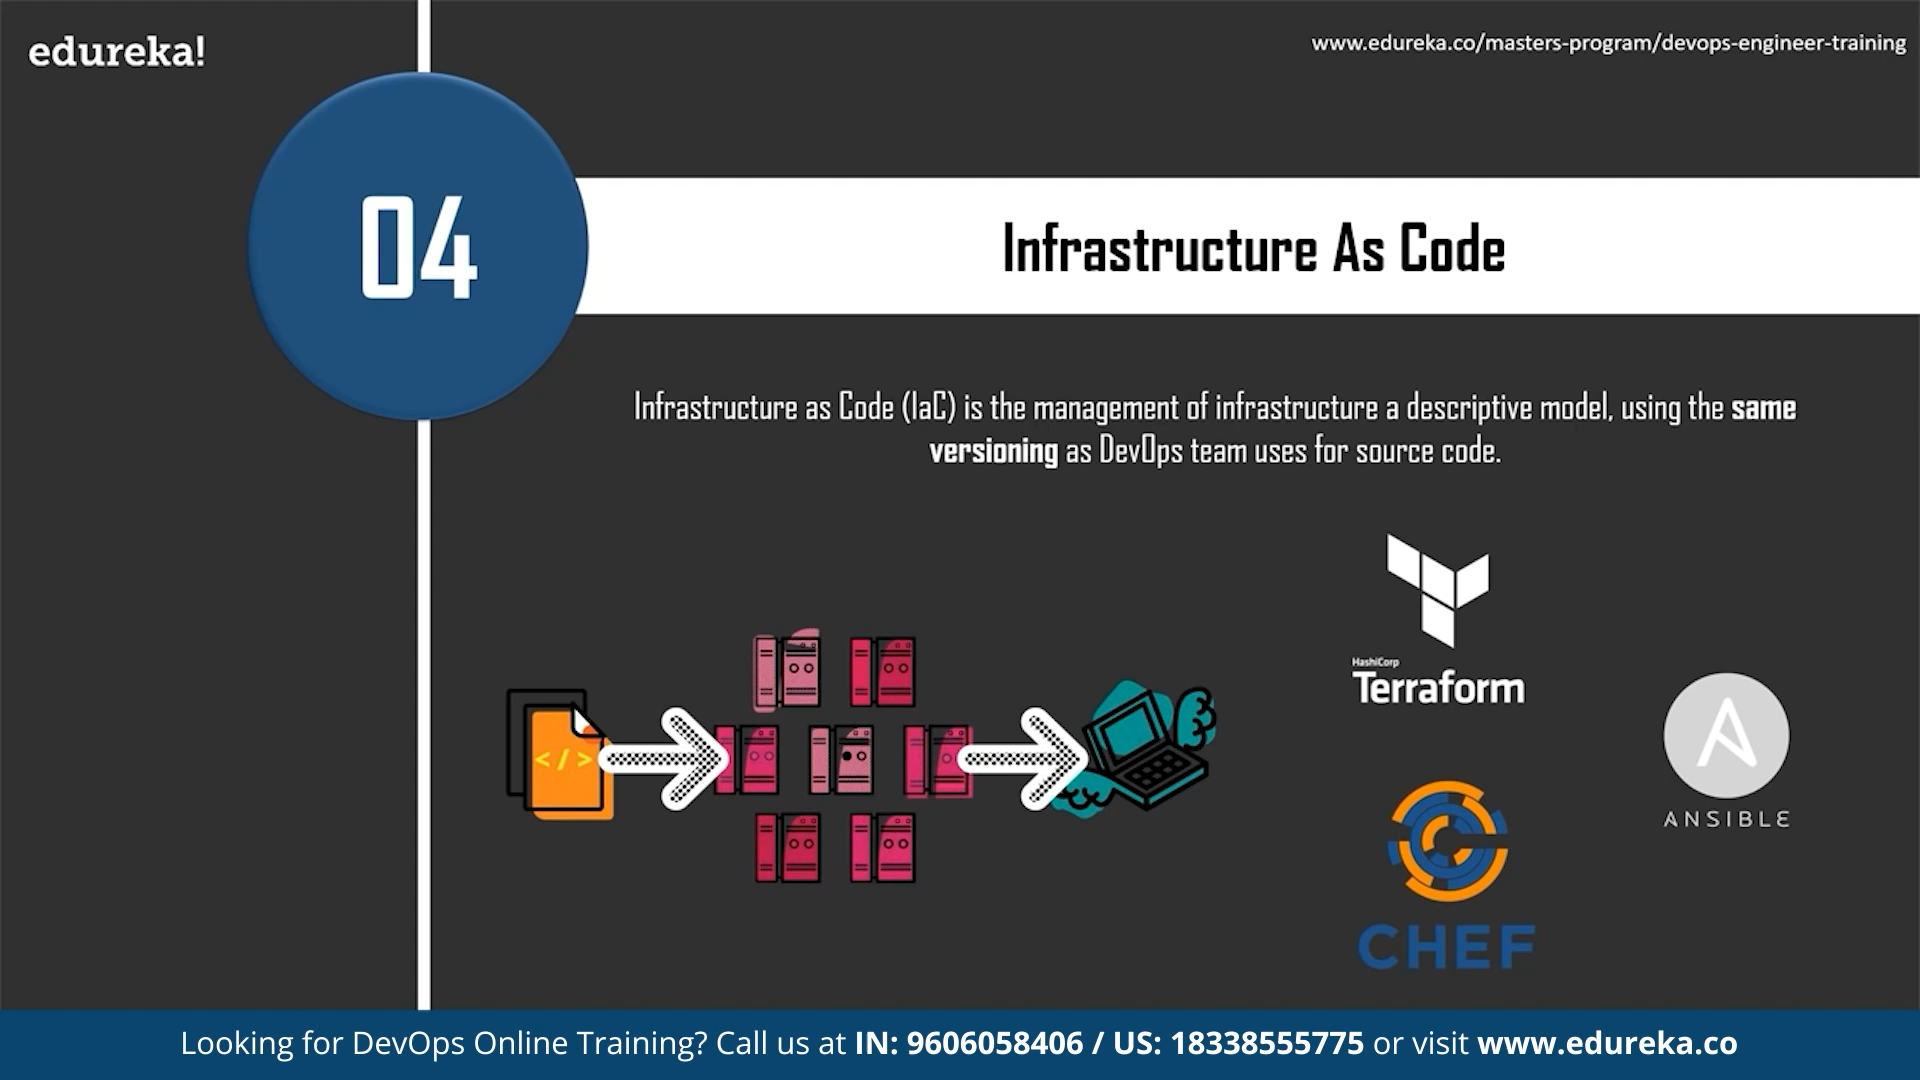 edureka!
www.edureka.co/masters-program/devops-engineer-training
04
Infrastructure As Code
Infrastructure as Code (IaC) is the management of infrastructure a descriptive model, using the same
versioning as DevOps team uses for source code.
HashiCorp
Terraform
</>
ANSIBLE
CHEF
Looking for DevOps Online Training? Call us at IN: 9606058406 / US: 18338555775 or visit www.edureka.co